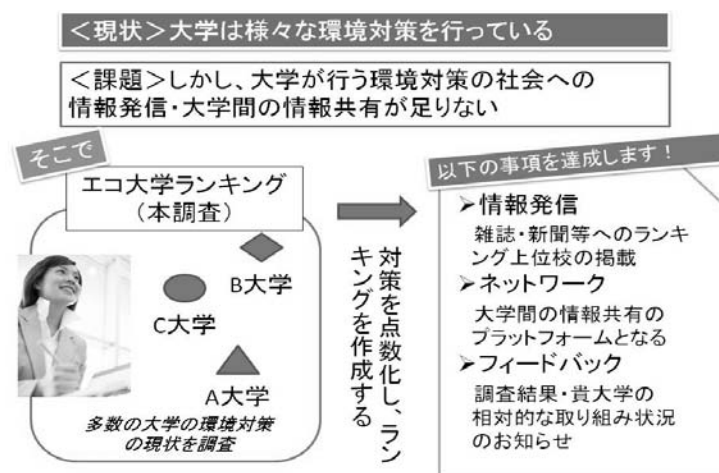 ＜現状＞大学は様々な環境対策を行っている
＜課題＞しかし、大学が行う環境対策の社会への
情報発信・大学間の情報共有が足りない
そこで
エコ大学ランキング
（本調査）
B大学
C大学
A大学
多数の大学の環境対策
の現状を調査
対策を点数化し、ラン
キングを作成する
以下の事項を達成します！
➢情報発信
雑誌・新聞等へのランキ
ング上位校の掲載
➢ネットワーク
大学間の情報共有の
プラットフォームとなる
➢フィードバック
調査結果・貴大学の
相対的な取り組み状況
のお知らせ